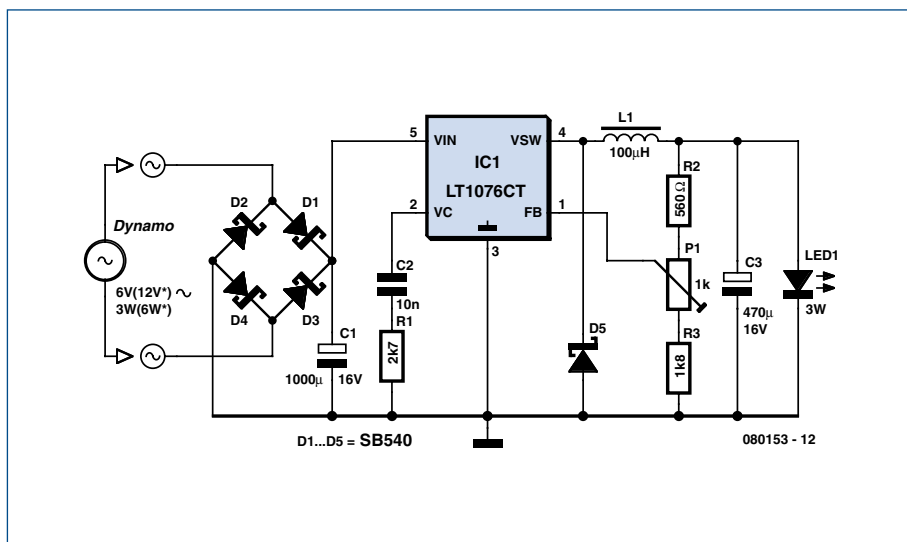 Dynamo
6V(12V*)
3W(6W*)
D2
D1
D4
D3
C1
1000µ
16V
5
VIN
VSW
4
IC1
LT1076CT
2
VC
FB
1
3
C2
10n
R1
2k7
L1
100µH
R2
560 Ω
P1
1k
R3
1k8
D5
C3
470µ
16V
LED1
3W
D1...D5 = SB540
080153 - 12